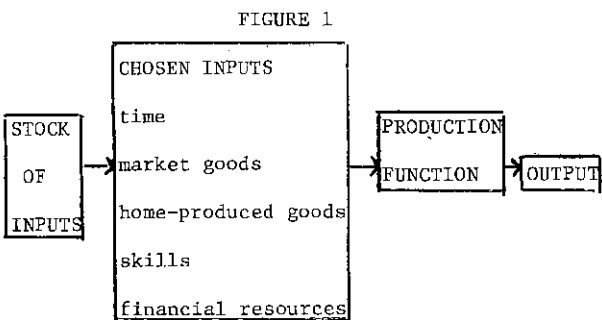 FIGURE 1
STOCK
OF
INPUTS
CHOSEN INPUTS
time
market goods
home-produced goods
skills
financial resources
PRODUCTION
FUNCTION
OUTPUT